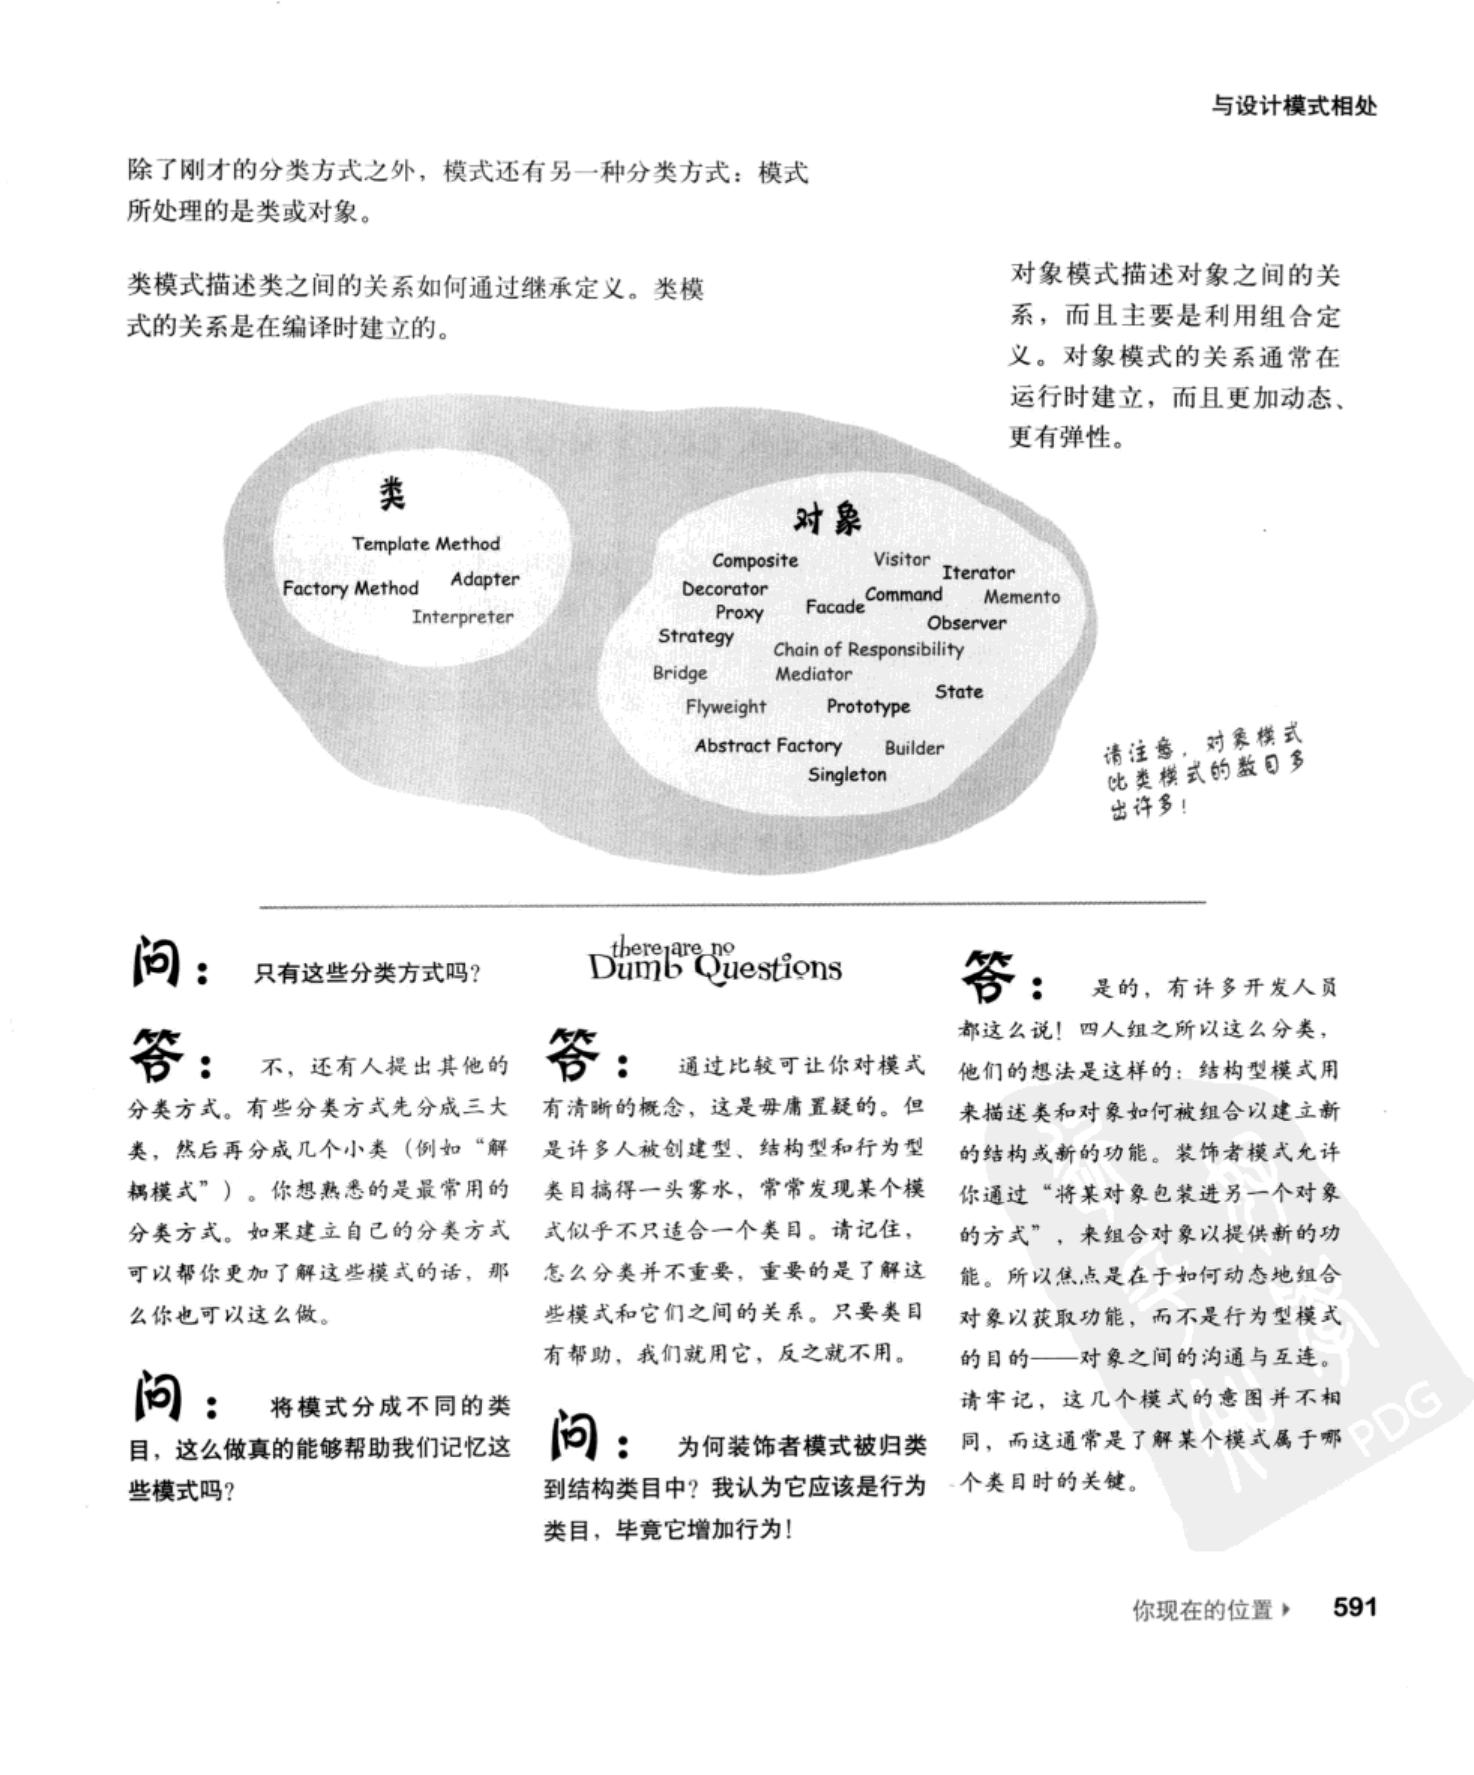 与设计模式相处
除了刚才的分类方式之外，模式还有另一种分类方式：模式
所处理的是类或对象。
类模式描述类之间的关系如何通过继承定义。类模
式的关系是在编译时建立的。
对象模式描述对象之间的关
系，而且主要是利用组合定
义。对象模式的关系通常在
运行时建立，而且更加动态、
更有弹性。
类
Template Method
Factory Method
Adapter
Interpreter
对象
Composite
Visitor
Iterator
Decorator
Command
Memento
Proxy
Facade
Observer
Strategy
Chain of Responsibility
Bridge
Mediator
State
Flyweight
Prototype
Abstract Factory
Builder
Singleton
请注意，对象模式
比类模式的数目多
出许多！
there are no
Dumb Questions
问： 只有这些分类方式吗？
答： 不，还有人提出其他的
分类方式。有些分类方式先分成三大
类，然后再分成几个小类（例如“解
耦模式”）。你想熟悉的是最常用的
分类方式。如果建立自己的分类方式
可以帮你更加了解这些模式的话，那
么你也可以这么做。
问： 将模式分成不同的类
目，这么做真的能够帮助我们记忆这
些模式吗？
答： 通过比较可让你对模式
有清晰的概念，这是毋庸置疑的。但
是许多人被创建型、结构型和行为型
类目搞得一头雾水，常常发现某个模
式似乎不只适合一个类目。请记住，
怎么分类并不重要，重要的是了解这
些模式和它们之间的关系。只要类目
有帮助，我们就用它，反之就不用。
问： 为何装饰者模式被归类
到结构类目中？我认为它应该是行为
类目，毕竟它增加行为！
答： 是的，有许多开发人员
都这么说！四人组之所以这么分类，
他们的想法是这样的：结构型模式用
来描述类和对象如何被组合以建立新
的结构或新的功能。装饰者模式允许
你通过“将某对象包装进另一个对象
的方式”，来组合对象以提供新的功
能。所以焦点是在于如何动态地组合
对象以获取功能，而不是行为型模式
的目的——对象之间的沟通与互连。
请牢记，这几个模式的意图并不相
同，而这通常是了解某个模式属于哪
个类目时的关键。
PDG
你现在的位置 591